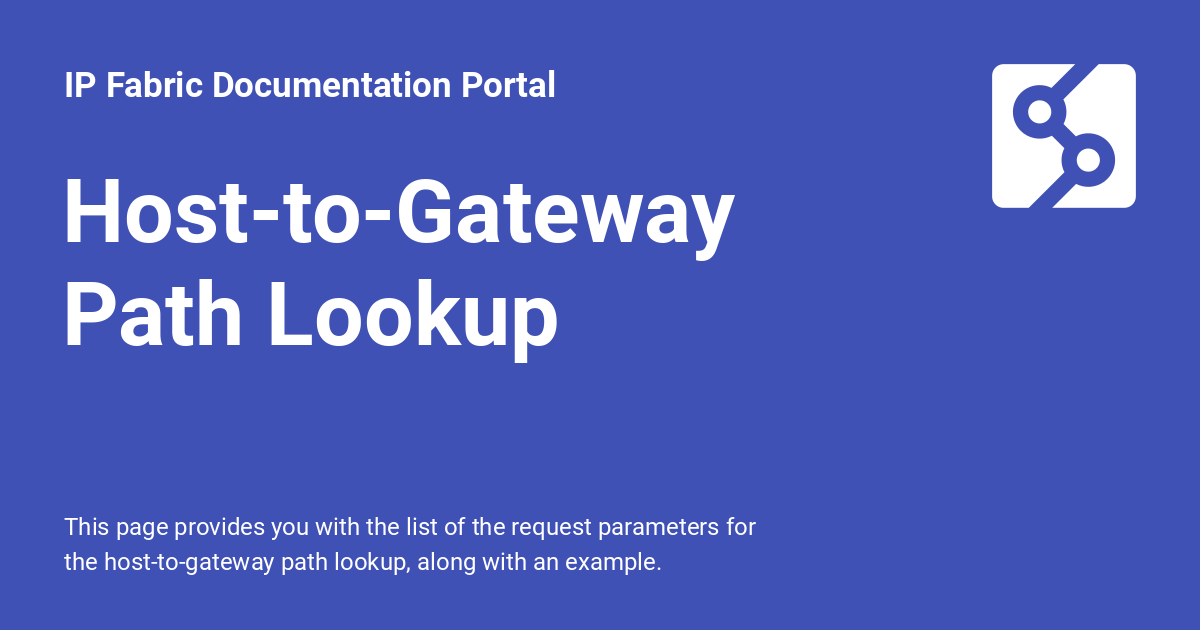 IP Fabric Documentation Portal
Host-to-Gateway
Path Lookup
This page provides you with the list of the request parameters for
the host-to-gateway path lookup, along with an example.